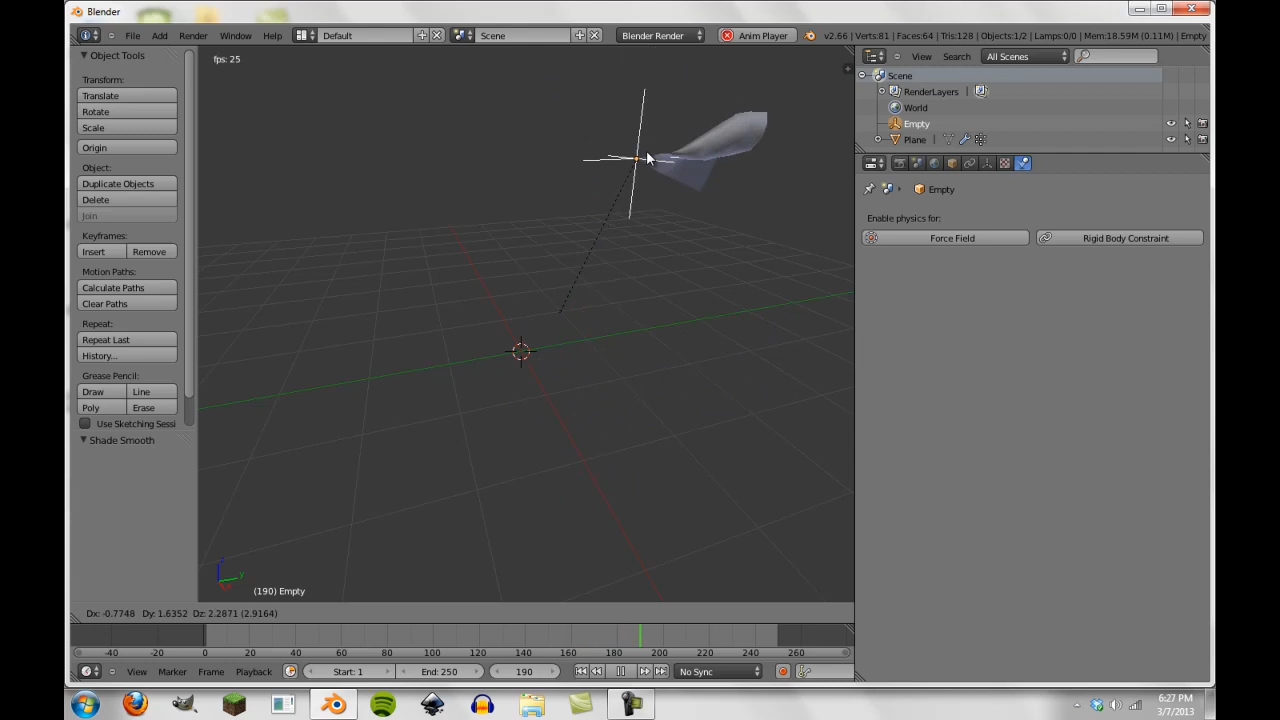 Blender
File Add Render Window Help Default Scene Blender Render Anim Player v2.66 | Verts:81 | Faces:64 | Tris:128 | Objects:1/2 | Lamps:0/0 | Mem:18.59M (0.11M) | Empty
Object Tools
Transform:
Translate
Rotate
Scale
Origin
Object:
Duplicate Objects
Delete
Join
Keyframes:
Insert Remove
Motion Paths:
Calculate Paths
Clear Paths
Repeat:
Repeat Last
History...
Grease Pencil:
Draw Line
Poly Erase
Use Sketching Sessi
Shade Smooth
fps: 25
z
y
(190) Empty
Dx: -0.7748 Dy: 1.6352 Dz: 2.2871 (2.9164)
View Search All Scenes
Scene
RenderLayers |
World
Empty
Plane |
Empty
Enable physics for:
Force Field Rigid Body Constraint
-40 -20 0 20 40 60 80 100 120 140 160 180 200 220 240 260
View Marker Frame Playback Start: 1 End: 250 190 No Sync
6:27 PM
3/7/2013